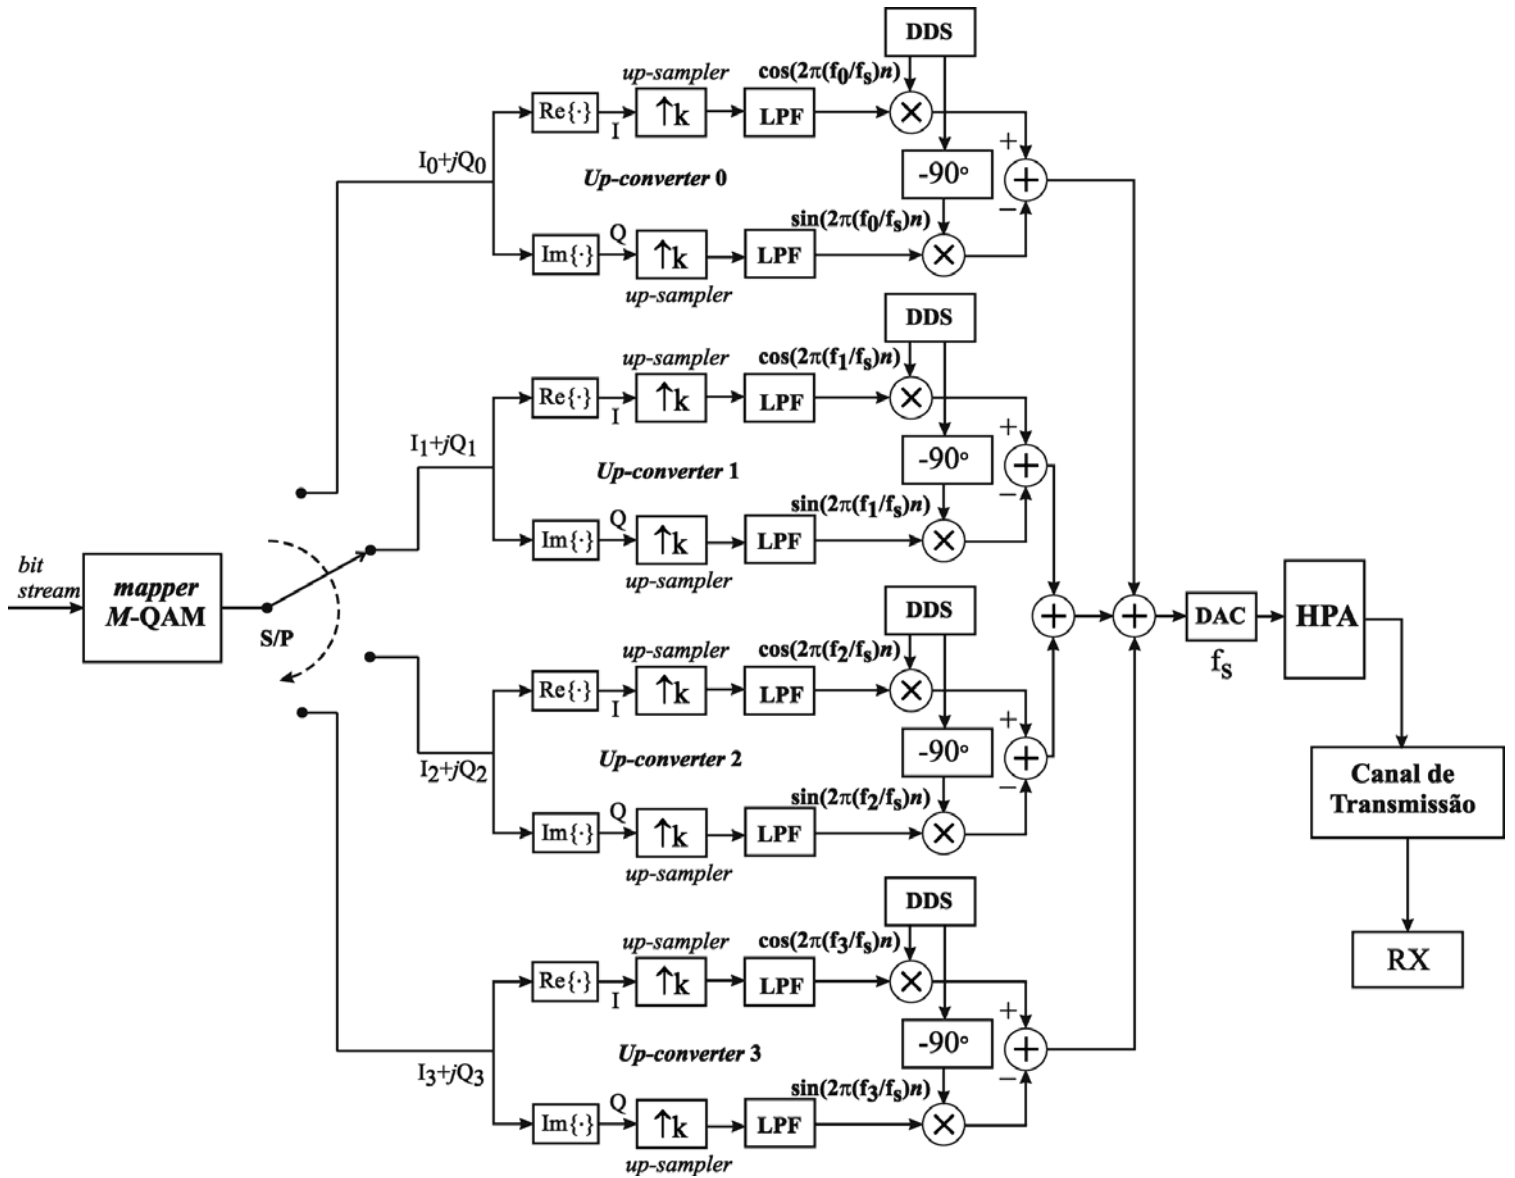 bit
stream
mapper
M-QAM
S/P
I0+jQ0
Re{·}
I
up-sampler
↑k
LPF
cos(2π(f0/fs)n)
DDS
×
-90°
+
+
−
Up-converter 0
Im{·}
Q
↑k
up-sampler
LPF
sin(2π(f0/fs)n)
×
I1+jQ1
Re{·}
I
up-sampler
↑k
LPF
cos(2π(f1/fs)n)
DDS
×
-90°
+
+
−
Up-converter 1
Im{·}
Q
↑k
up-sampler
LPF
sin(2π(f1/fs)n)
×
I2+jQ2
Re{·}
I
up-sampler
↑k
LPF
cos(2π(f2/fs)n)
DDS
×
-90°
+
+
−
Up-converter 2
Im{·}
Q
↑k
up-sampler
LPF
sin(2π(f2/fs)n)
×
I3+jQ3
Re{·}
I
up-sampler
↑k
LPF
cos(2π(f3/fs)n)
DDS
×
-90°
+
+
−
Up-converter 3
Im{·}
Q
↑k
up-sampler
LPF
sin(2π(f3/fs)n)
×
+
+
DAC
fs
HPA
Canal de
Transmissão
RX